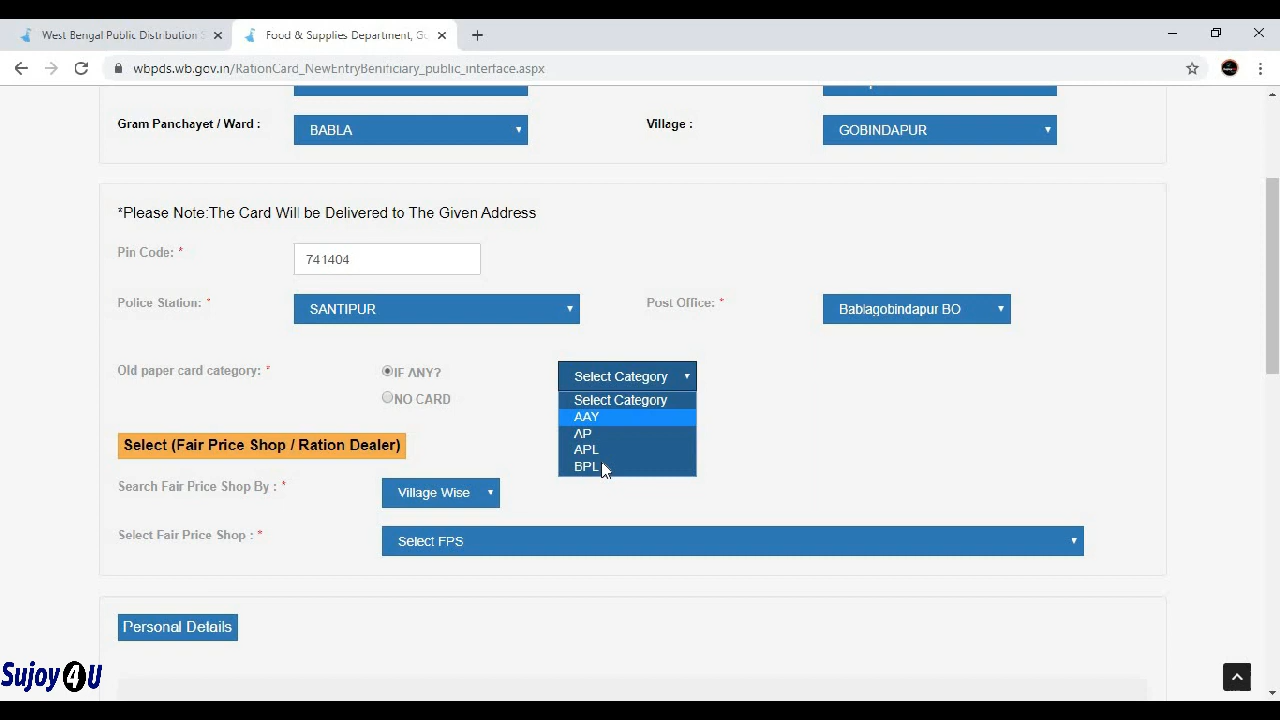 West Bengal Public Distribution S
Food & Supplies Department, Go
wbpds.wb.gov.in/RationCard_NewEntryBenificiary_public_interface.aspx
Gram Panchayet / Ward : BABLA Village : GOBINDAPUR
*Please Note:The Card Will be Delivered to The Given Address
Pin Code: * 741404
Police Station: * SANTIPUR Post Office: * Bablagobindapur BO
Old paper card category: * IF ANY? Select Category
NO CARD
Select Category
AAY
AP
APL
BPL
Select (Fair Price Shop / Ration Dealer)
Search Fair Price Shop By : * Village Wise
Select Fair Price Shop : * Select FPS
Personal Details
Sujoy4U